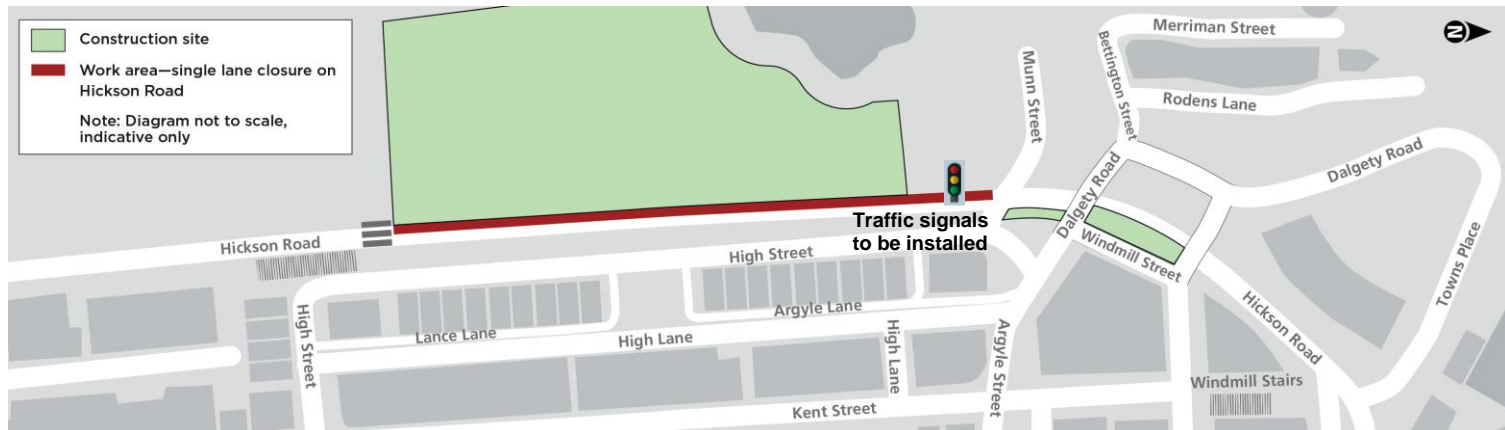 Construction site
Work area—single lane closure on
Hickson Road
Note: Diagram not to scale,
indicative only
N
Merriman Street
Bettington Street
Munn Street
Rodens Lane
Dalgety Road
Dalgety Road
Traffic signals
to be installed
Hickson Road
High Street
Windmill Street
Towns Place
High Street
Lance Lane
Argyle Lane
High Lane
High Lane
Argyle Street
Hickson Road
Windmill Stairs
Kent Street